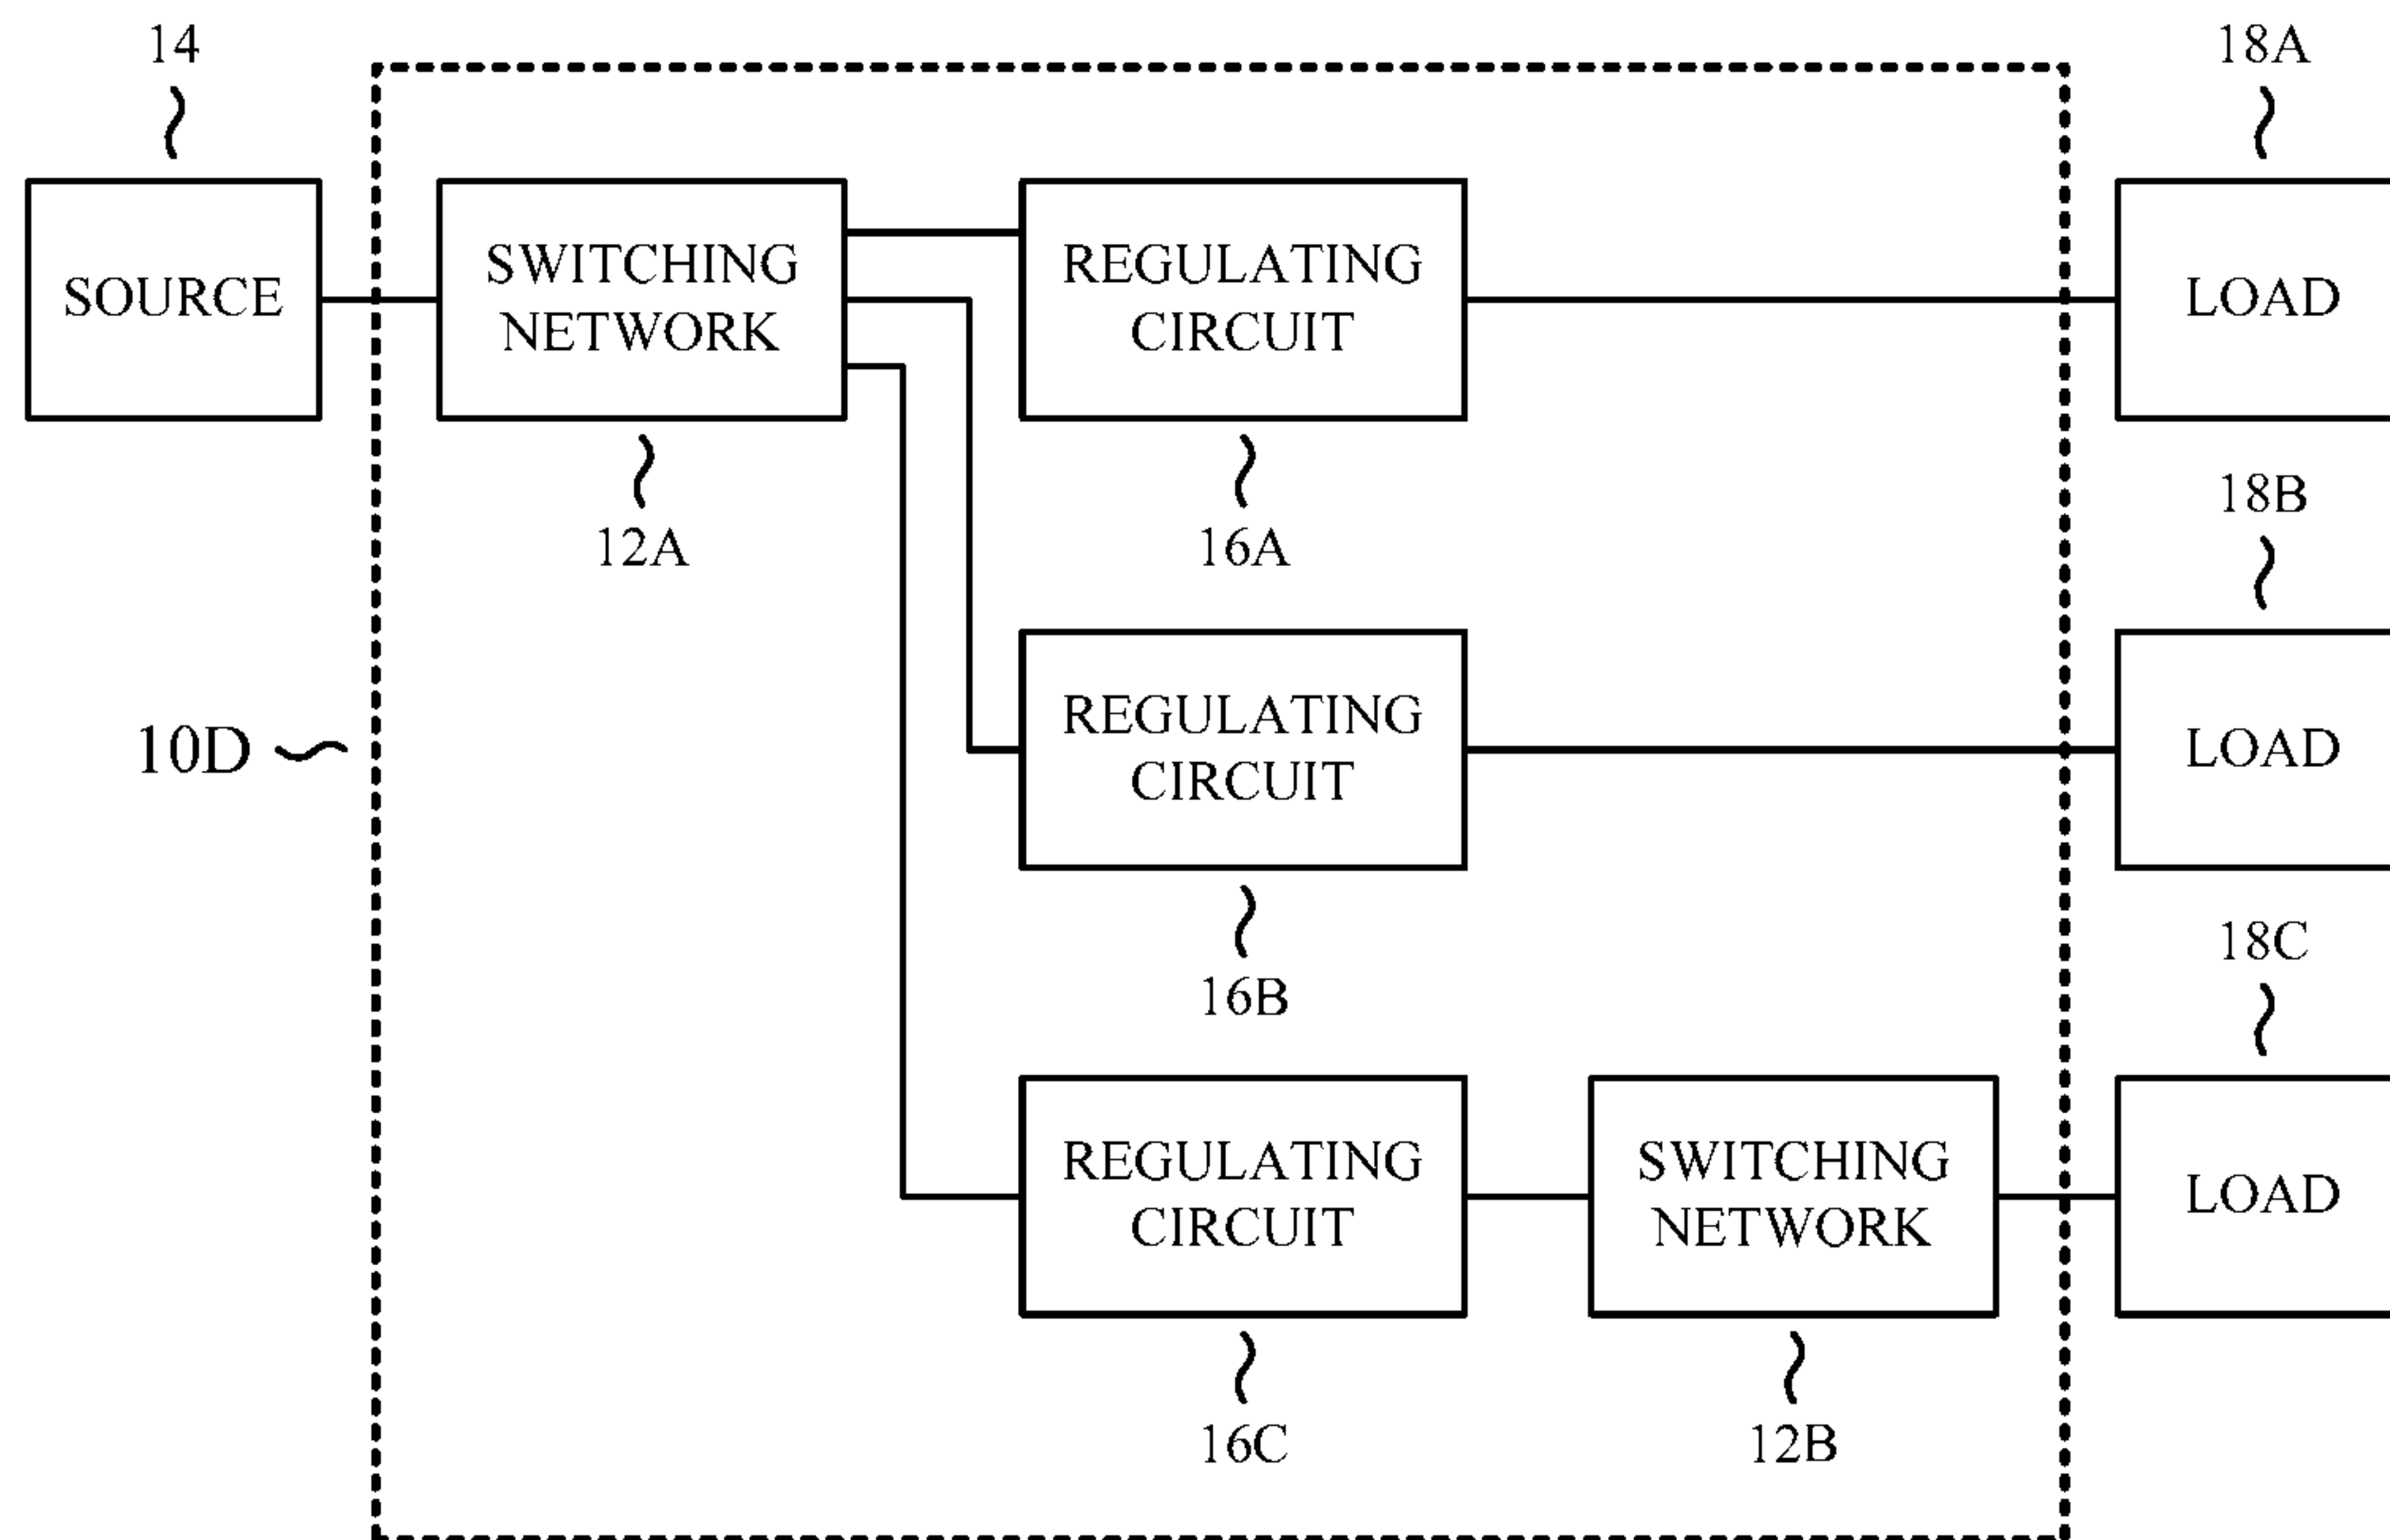 14
18A
SOURCE
SWITCHING
NETWORK
REGULATING
CIRCUIT
LOAD
12A
16A
18B
10D
REGULATING
CIRCUIT
LOAD
16B
18C
REGULATING
CIRCUIT
SWITCHING
NETWORK
LOAD
16C
12B